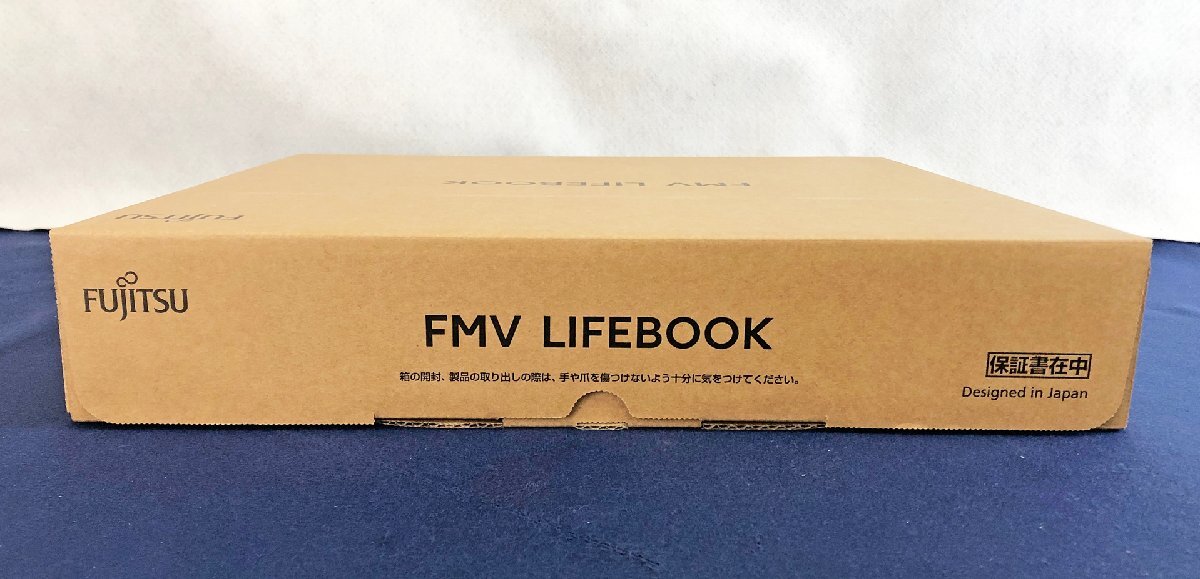 FMV LIFEBOOK
FUJITSU
FUJITSU
FMV LIFEBOOK
箱の開封、製品の取り出しの際は、手や爪を傷つけないよう十分に気をつけてください。
保証書在中
Designed in Japan